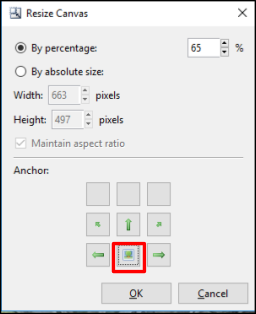 Resize Canvas
By percentage: 65 %
By absolute size:
Width: 663 pixels
Height: 497 pixels
Maintain aspect ratio
Anchor:
OK Cancel